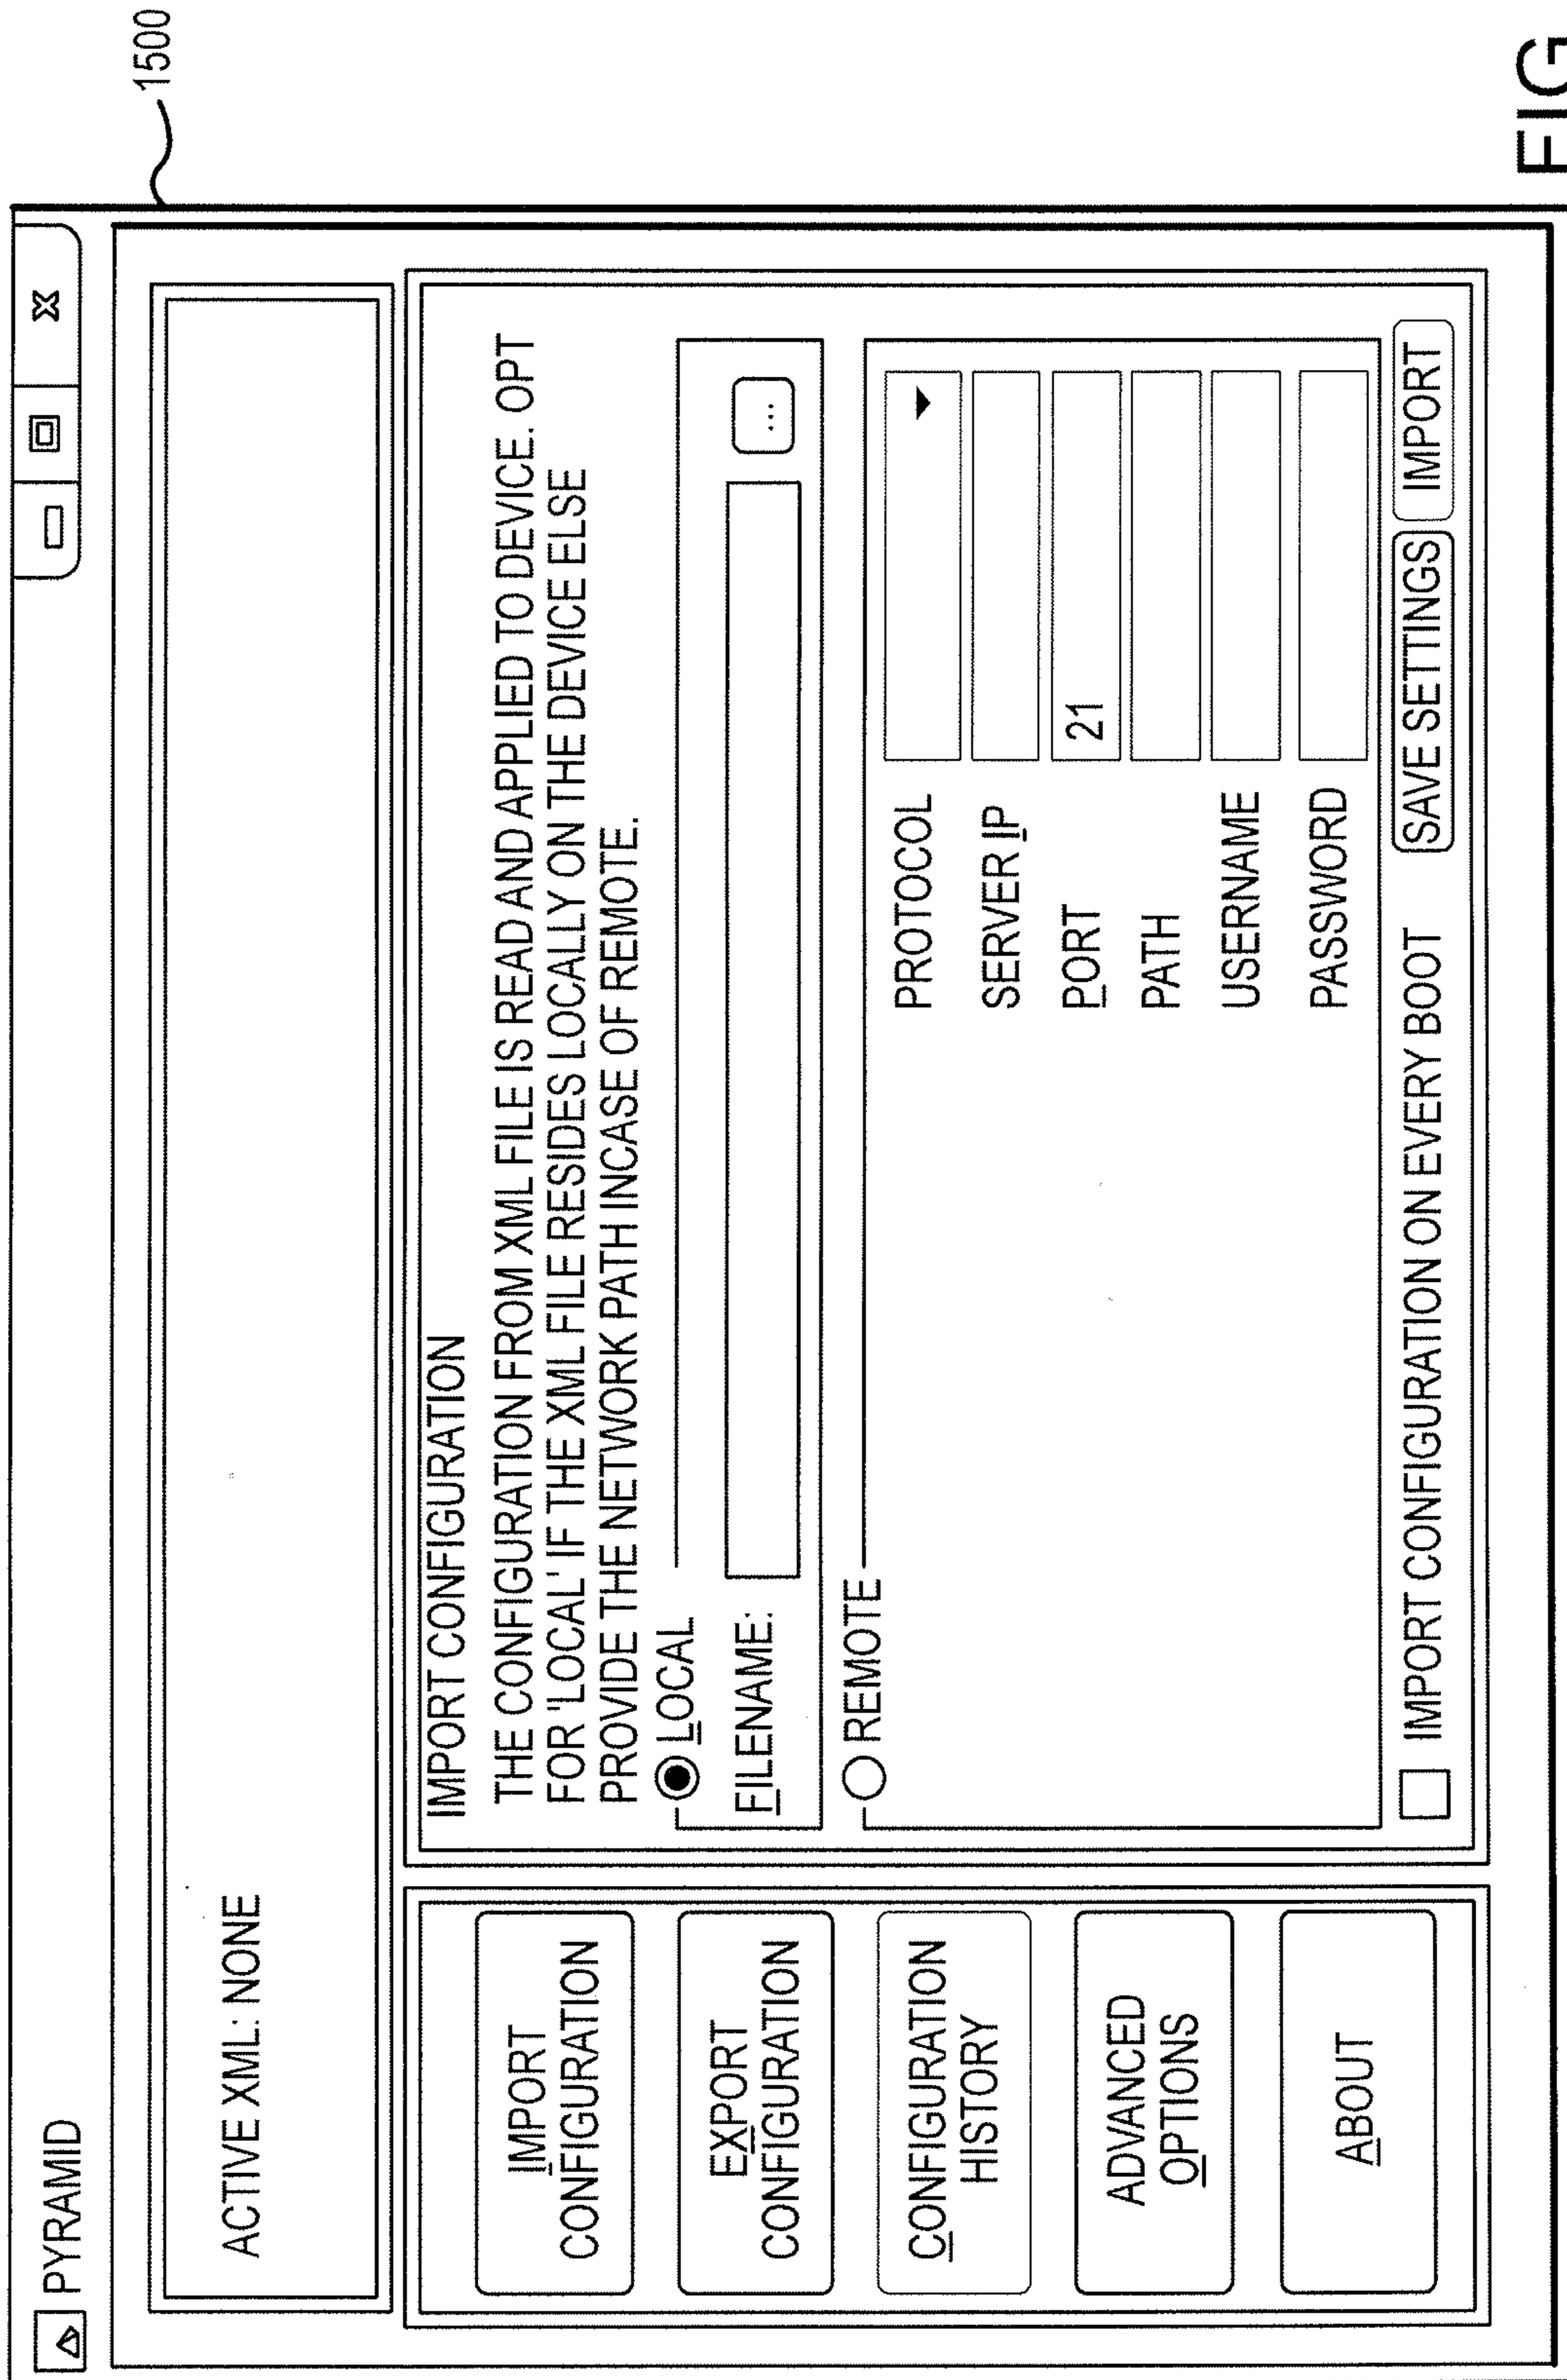 PYRAMID
1500
ACTIVE XML: NONE
IMPORT
CONFIGURATION
EXPORT
CONFIGURATION
CONFIGURATION
HISTORY
ADVANCED
OPTIONS
ABOUT
IMPORT CONFIGURATION
THE CONFIGURATION FROM XML FILE IS READ AND APPLIED TO DEVICE. OPT
FOR 'LOCAL' IF THE XML FILE RESIDES LOCALLY ON THE DEVICE ELSE
PROVIDE THE NETWORK PATH INCASE OF REMOTE.
LOCAL
FILENAME:
...
REMOTE
PROTOCOL
SERVER IP
PORT 21
PATH
USERNAME
PASSWORD
IMPORT CONFIGURATION ON EVERY BOOT SAVE SETTINGS IMPORT
FIG